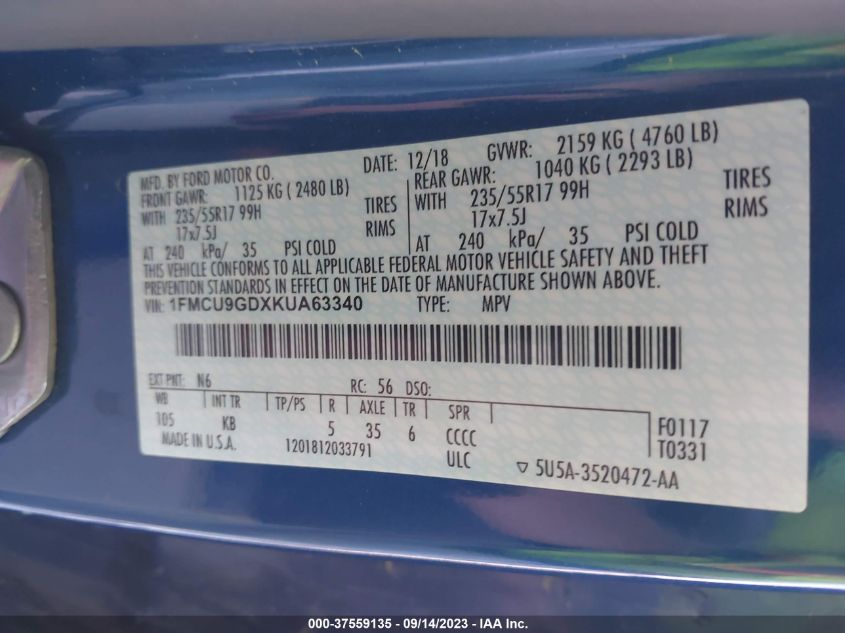 MFD. BY FORD MOTOR CO. DATE: 12/18 GVWR: 2159 KG ( 4760 LB)
FRONT GAWR: 1125 KG ( 2480 LB) REAR GAWR: 1040 KG ( 2293 LB)
WITH 235/55R17 99H TIRES WITH 235/55R17 99H TIRES
17x7.5J RIMS 17x7.5J RIMS
AT 240 kPa/ 35 PSI COLD AT 240 kPa/ 35 PSI COLD
THIS VEHICLE CONFORMS TO ALL APPLICABLE FEDERAL MOTOR VEHICLE SAFETY AND THEFT
PREVENTION STANDARDS IN EFFECT ON THE DATE OF MANUFACTURE SHOWN ABOVE.
VIN: 1FMCU9GDXKUA63340 TYPE: MPV
EXT PNT: N6 RC: 56 DSO:
WB INT TR TP/PS R AXLE TR SPR
105 KB 5 35 6 CCCC F0117
MADE IN U.S.A. 1201812033791 ULC T0331
▽ 5U5A-3520472-AA
000-37559135 - 09/14/2023 - IAA Inc.